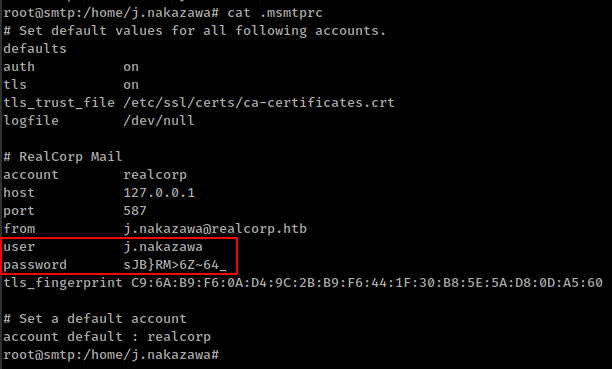 root@smtp:/home/j.nakazawa# cat .msmtprc
# Set default values for all following accounts.
defaults
auth on
tls on
tls_trust_file /etc/ssl/certs/ca-certificates.crt
logfile /dev/null
# RealCorp Mail
account realcorp
host 127.0.0.1
port 587
from j.nakazawa@realcorp.htb
user j.nakazawa
password sJB}RM>6Z~64_
tls_fingerprint C9:6A:B9:F6:0A:D4:9C:2B:B9:F6:44:1F:30:B8:5E:5A:D8:0D:A5:60
# Set a default account
account default : realcorp
root@smtp:/home/j.nakazawa#